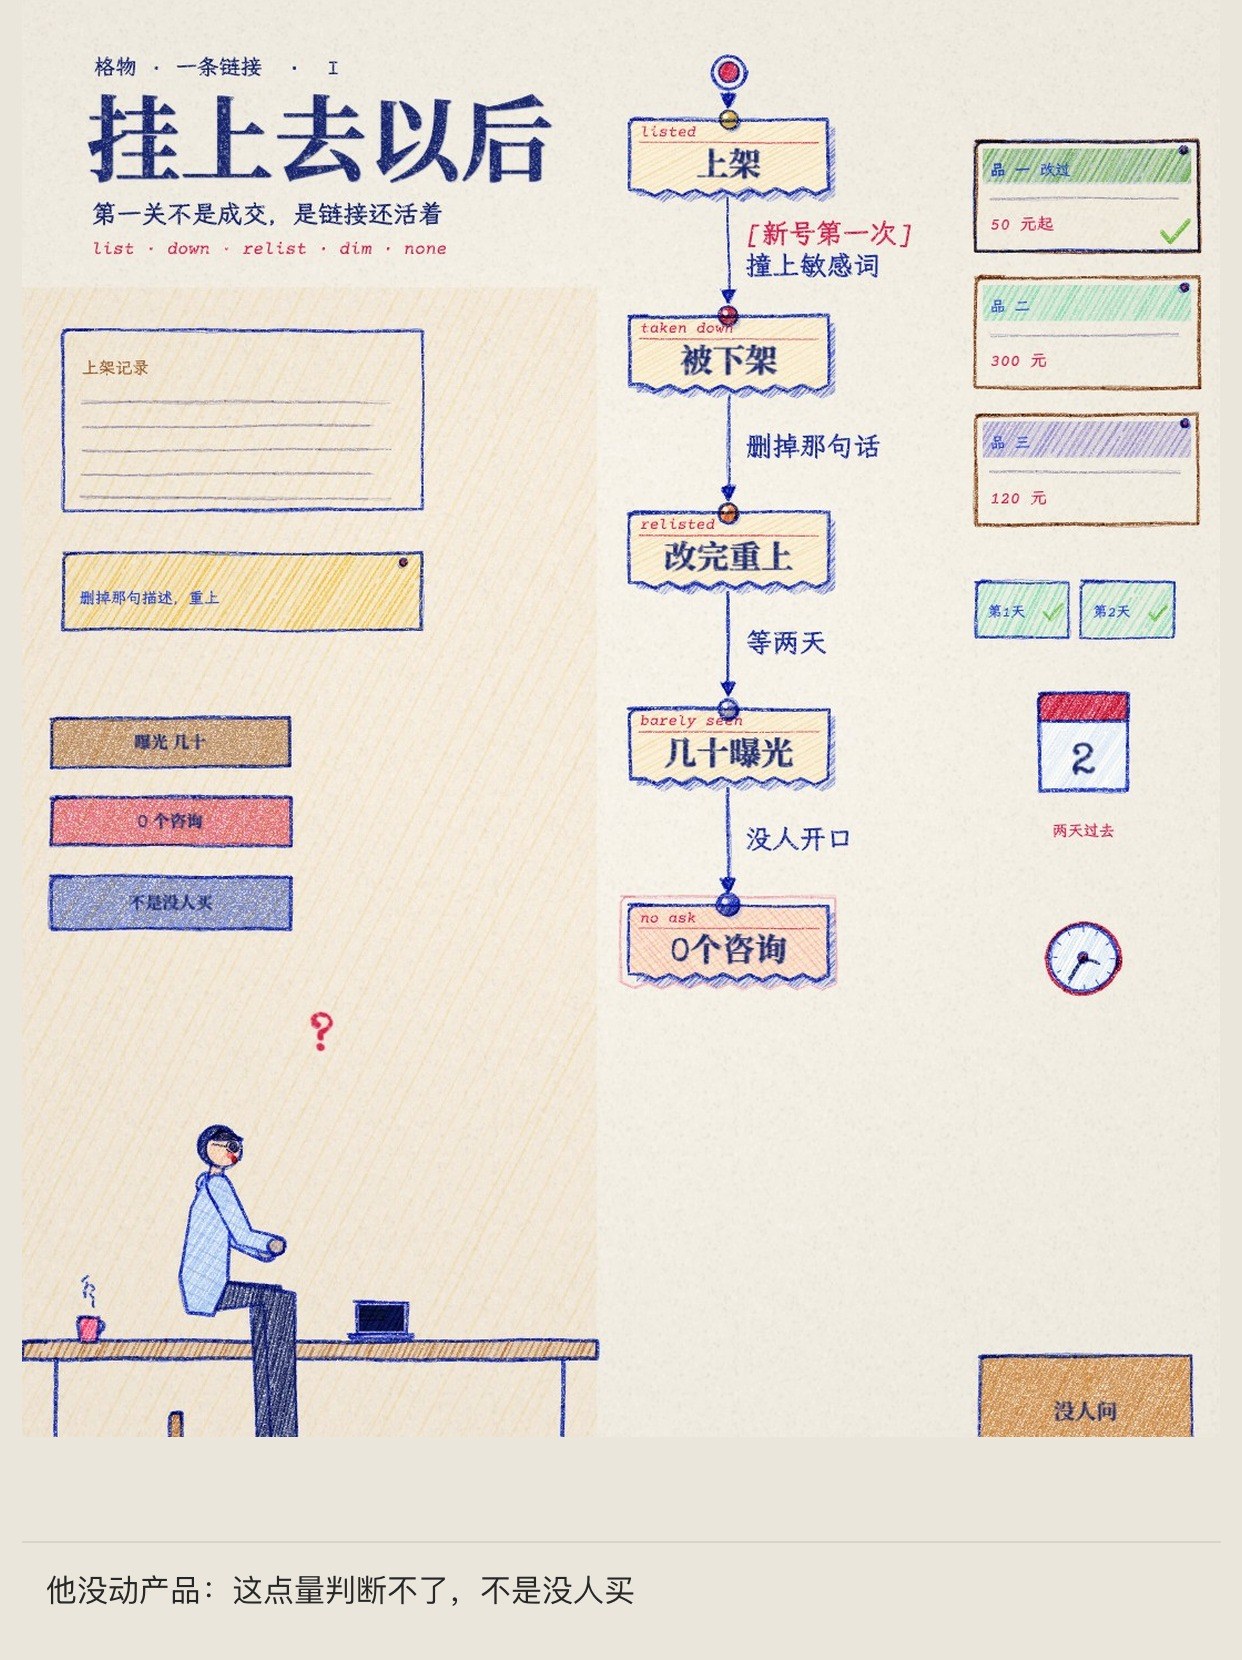 格物 · 一条链接 · I
挂上去以后
第一关不是成交，是链接还活着
list · down · relist · dim · none
上架记录
删掉那句描述，重上
曝光 几十
0 个咨询
不是没人买
?
listed
上架
[新号第一次]
撞上敏感词
taken down
被下架
删掉那句话
relisted
改完重上
等两天
barely seen
几十曝光
没人开口
no ask
0个咨询
品 一 改过
50 元起
品 二
300 元
品 三
120 元
第1天
第2天
2
两天过去
没人问
他没动产品：这点量判断不了，不是没人买